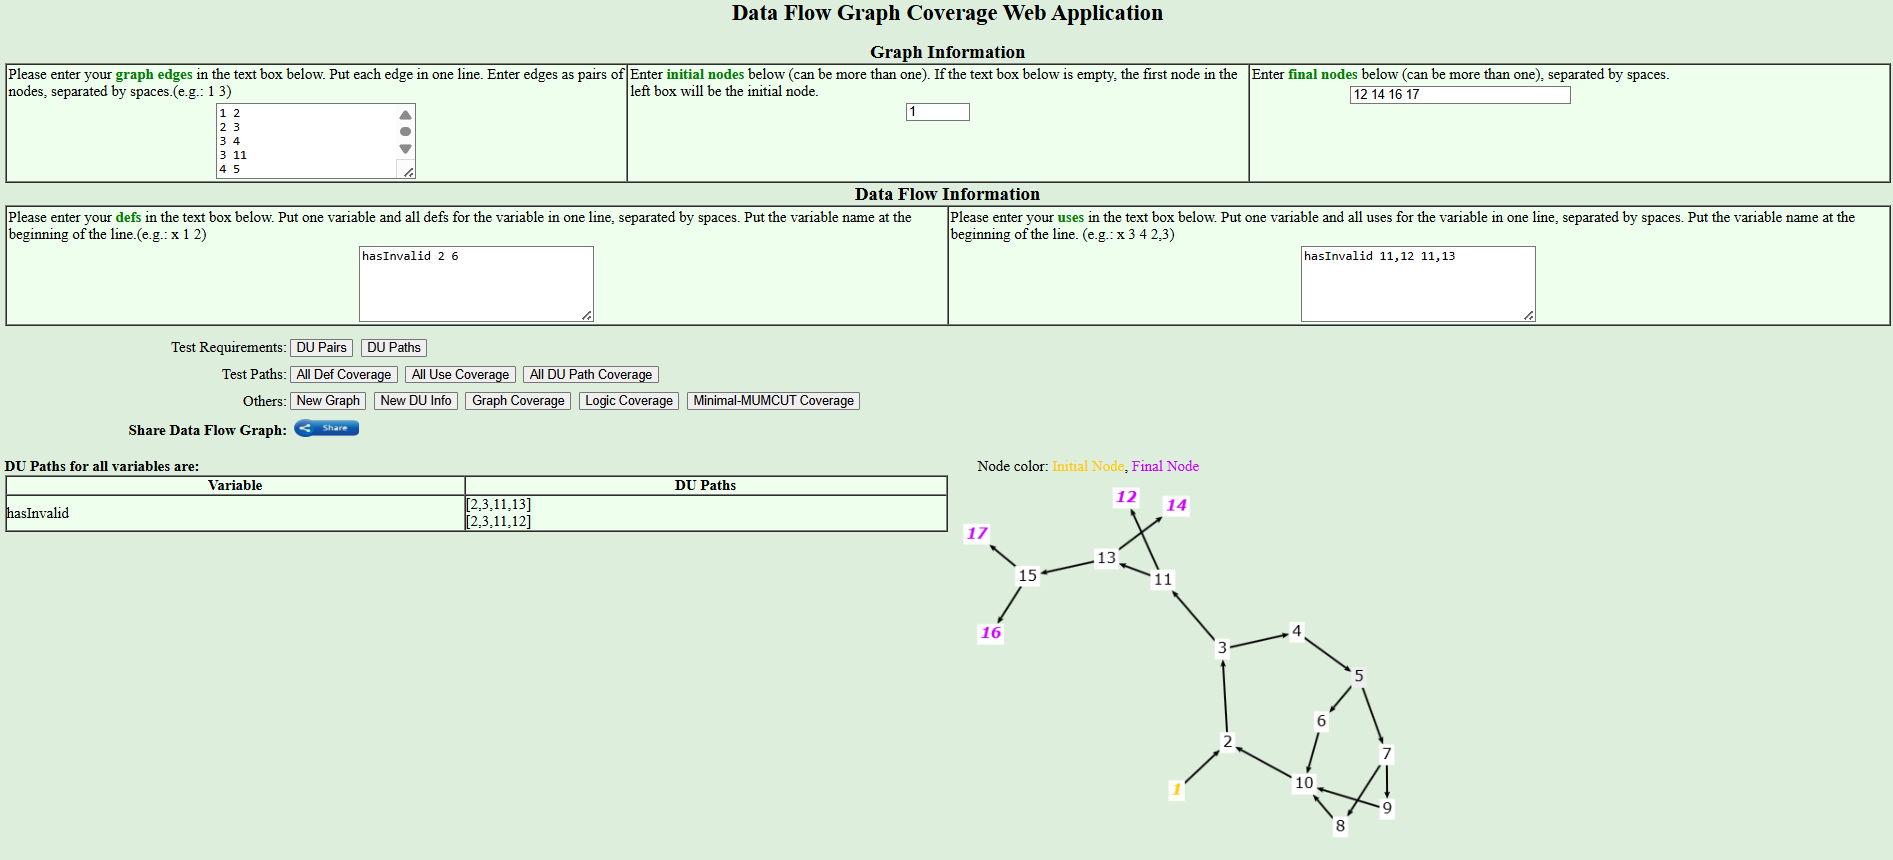 Data Flow Graph Coverage Web Application
Graph Information
Please enter your graph edges in the text box below. Put each edge in one line. Enter edges as pairs of
nodes, separated by spaces.(e.g.: 1 3)
1 2
2 3
3 4
3 11
4 5
Enter initial nodes below (can be more than one). If the text box below is empty, the first node in the
left box will be the initial node.
1
Enter final nodes below (can be more than one), separated by spaces.
12 14 16 17
Data Flow Information
Please enter your defs in the text box below. Put one variable and all defs for the variable in one line, separated by spaces. Put the variable name at the
beginning of the line.(e.g.: x 1 2)
hasInvalid 2 6
Please enter your uses in the text box below. Put one variable and all uses for the variable in one line, separated by spaces. Put the variable name at the
beginning of the line. (e.g.: x 3 4 2,3)
hasInvalid 11,12 11,13
Test Requirements: DU Pairs DU Paths
Test Paths: All Def Coverage All Use Coverage All DU Path Coverage
Others: New Graph New DU Info Graph Coverage Logic Coverage Minimal-MUMCUT Coverage
Share Data Flow Graph: Share
DU Paths for all variables are:
Variable DU Paths
hasInvalid
[2,3,11,13]
[2,3,11,12]
Node color: Initial Node, Final Node
12
14
17
13
15
11
16
4
3
5
6
2
7
10
1
9
8